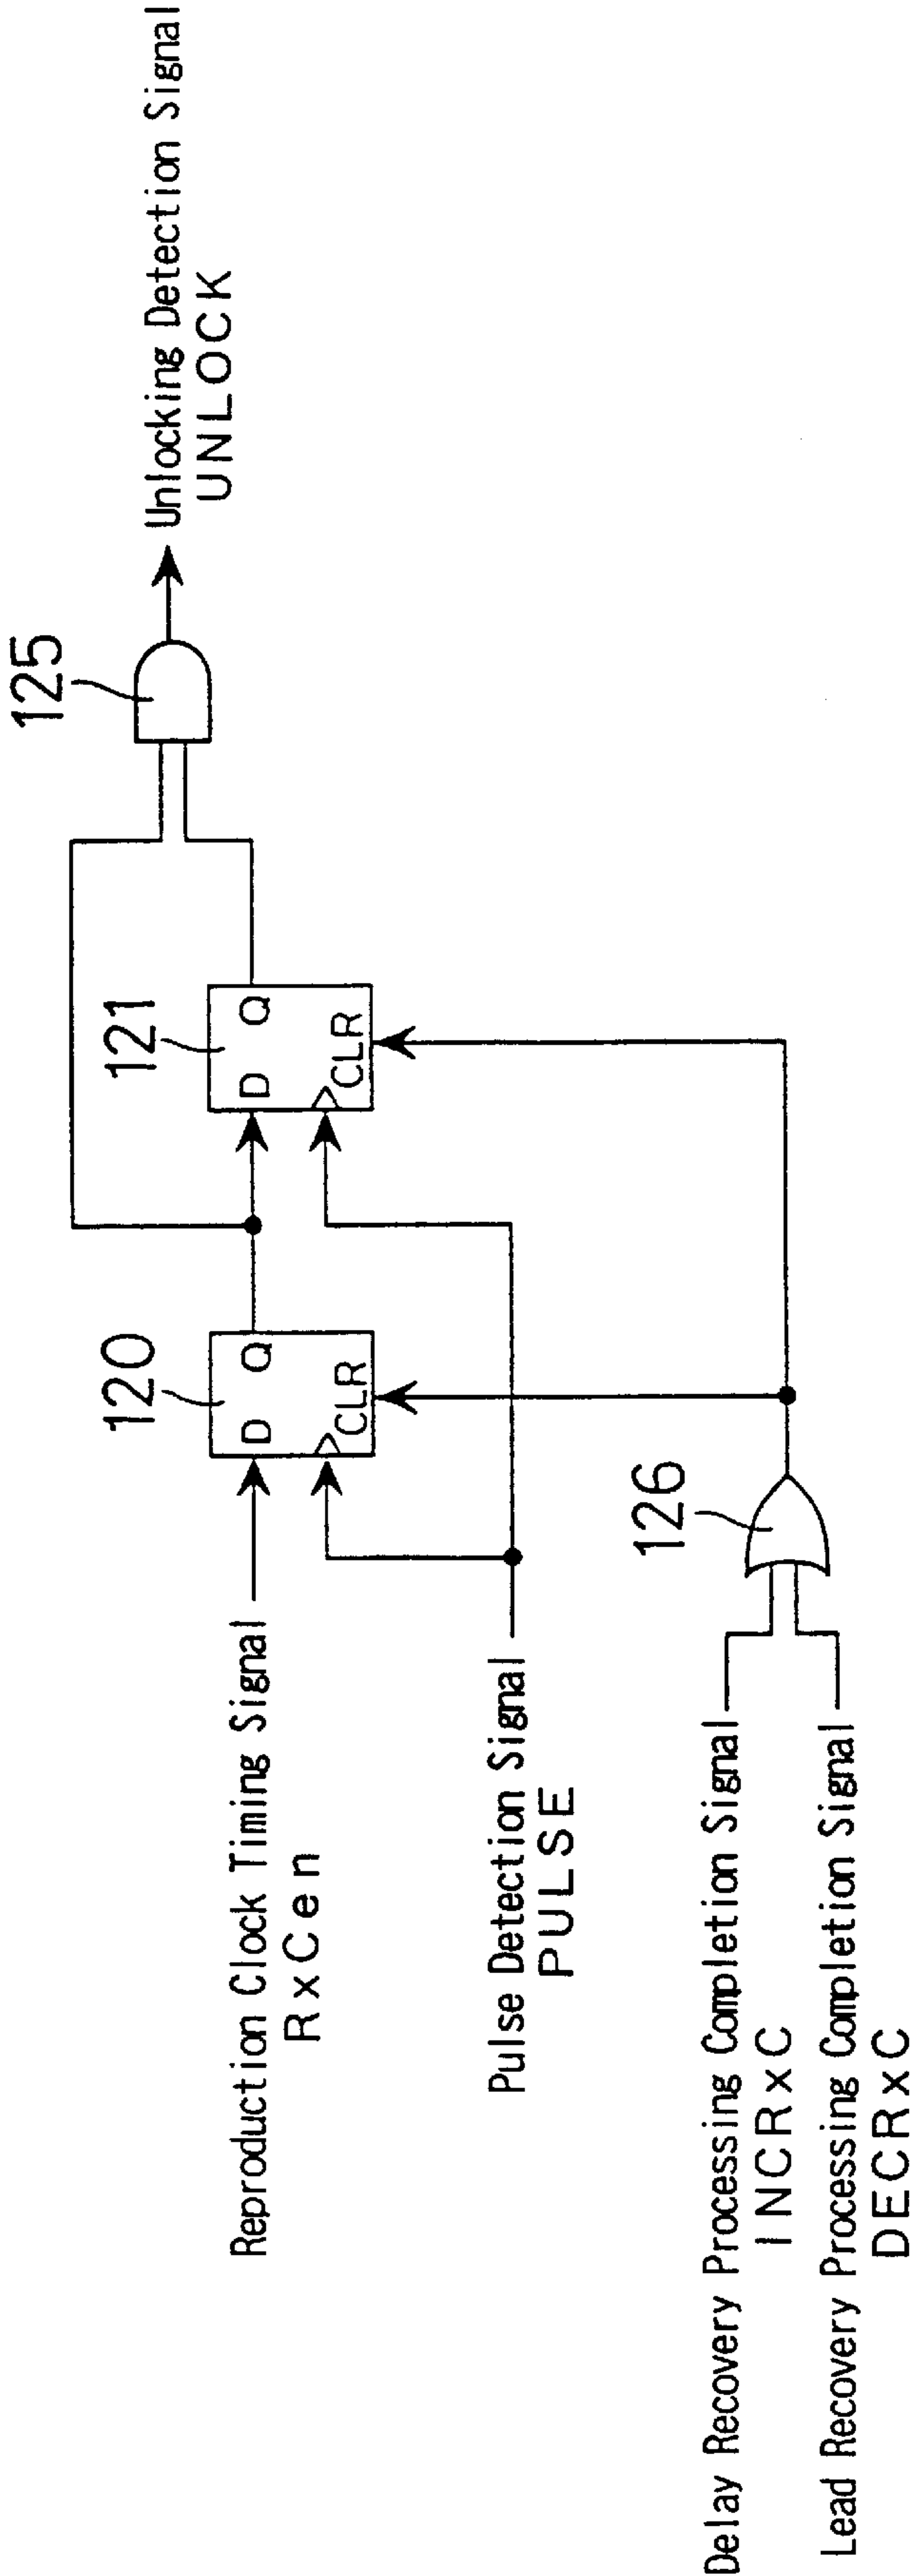 125
Unlocking Detection Signal
UNLOCK
120
121
D Q
CLR
D Q
CLR
Reproduction Clock Timing Signal
RxCen
Pulse Detection Signal
PULSE
126
Delay Recovery Processing Completion Signal
INCRxC
Lead Recovery Processing Completion Signal
DECRxC